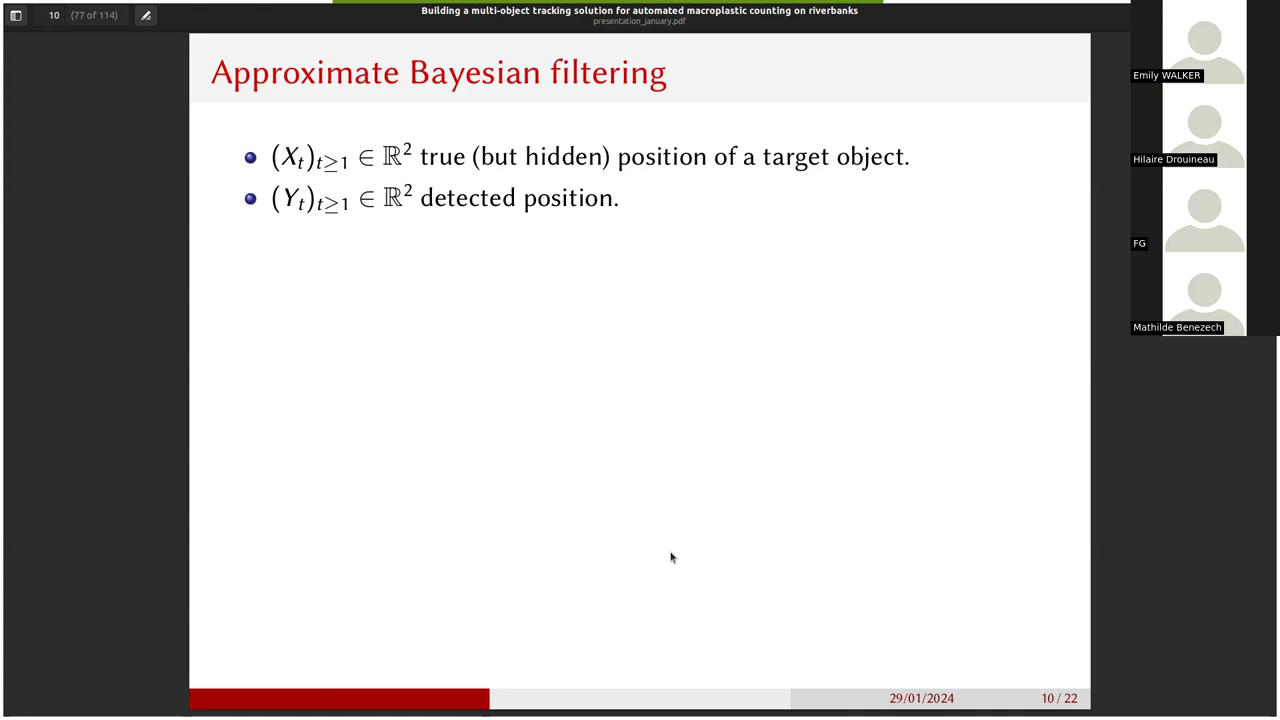 10 (77 of 114)
Building a multi-object tracking solution for automated macroplastic counting on riverbanks
presentation_january.pdf
Approximate Bayesian filtering
(Xₜ)ₜ≥₁ ∈ ℝ² true (but hidden) position of a target object.
(Yₜ)ₜ≥₁ ∈ ℝ² detected position.
29/01/2024 10 / 22
Emily WALKER
Hilaire Drouineau
FG
Mathilde Benezech